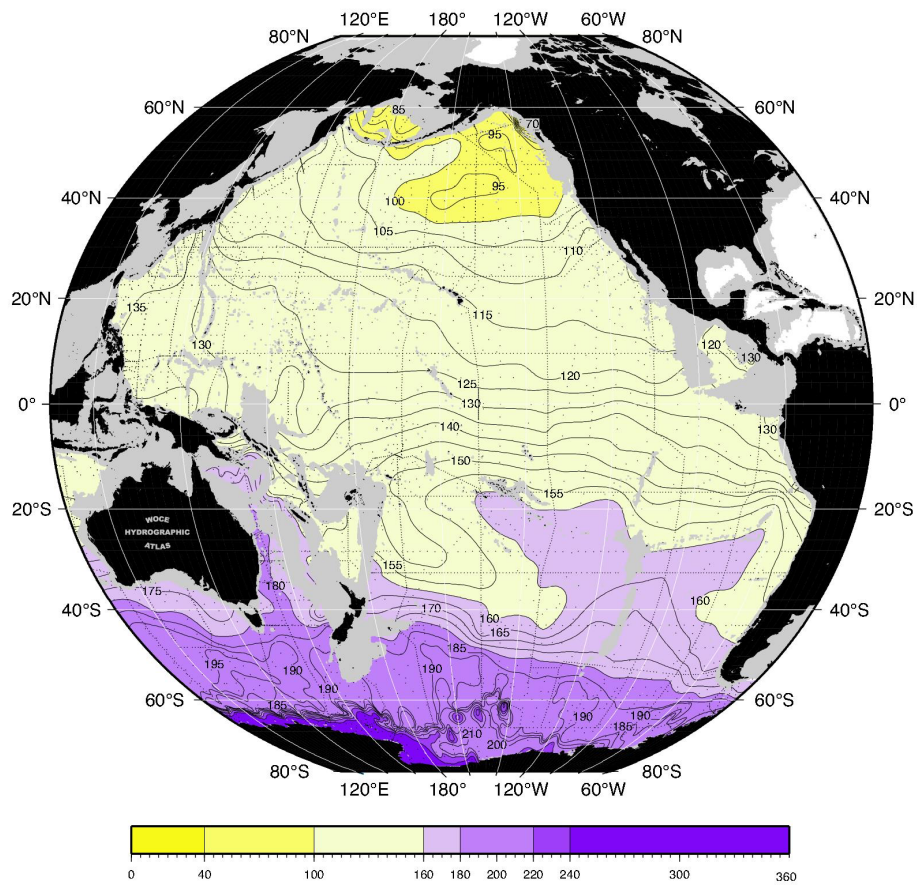 120°E 180° 120°W 60°W
80°N 80°N
60°N 60°N
40°N 40°N
20°N 20°N
0° 0°
20°S 20°S
40°S 40°S
60°S 60°S
80°S 80°S
120°E 180° 120°W 60°W
85
70
95
95
100
105
110
135
115
130
120
130
125
120
130
140
130
150
155
WOCE
HYDROGRAPHIC
ATLAS
155
180
175
170
160
160
165
185
195
190
190
190
190
190
185
185
210
200
0 40 100 160 180 200 220 240 300 360